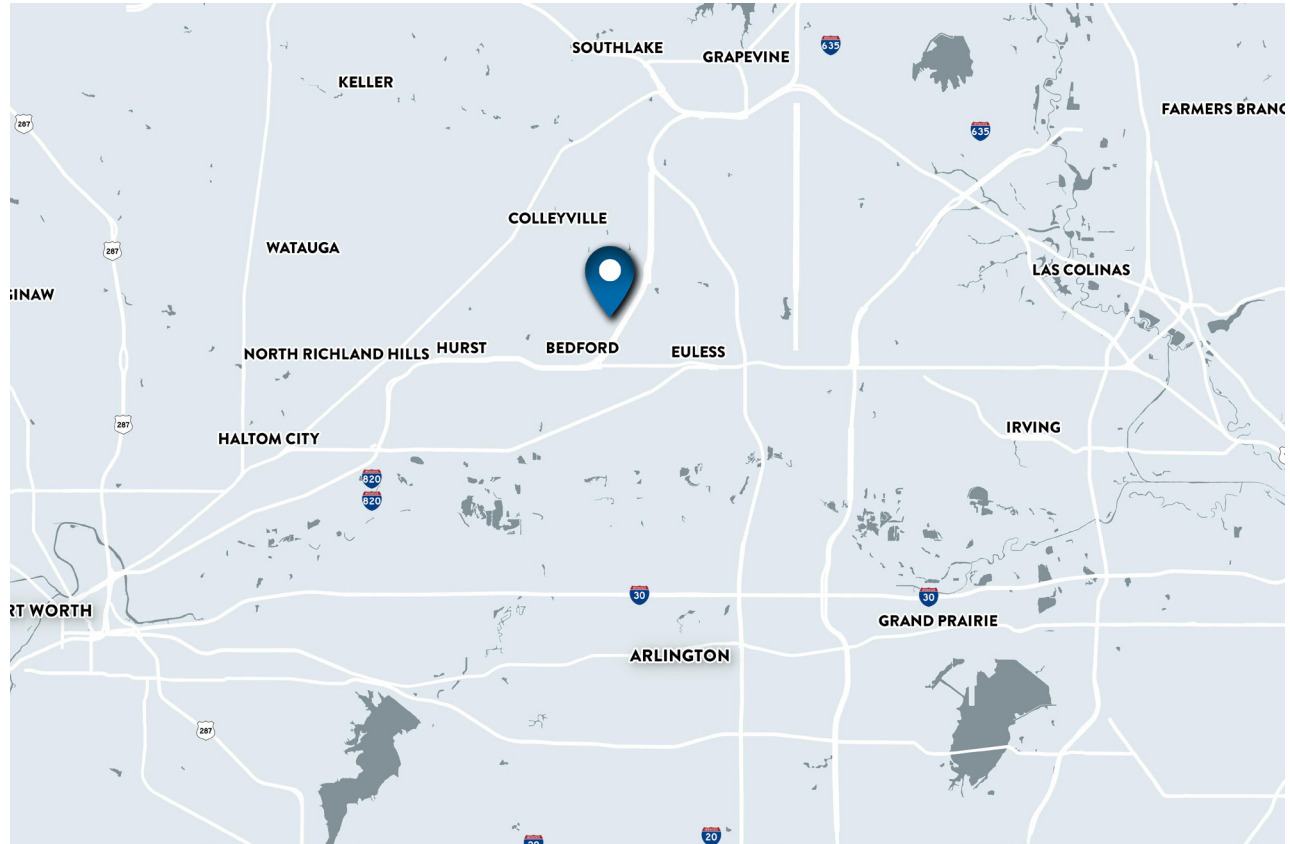 SOUTHLAKE
635
GRAPEVINE
KELLER
FARMERS BRANC
287
635
COLLEYVILLE
WATAUGA
287
LAS COLINAS
GINAW
BEDFORD
HURST
EULESS
NORTH RICHLAND HILLS
287
IRVING
HALTOM CITY
820
820
30
30
RT WORTH
GRAND PRAIRIE
ARLINGTON
287
20